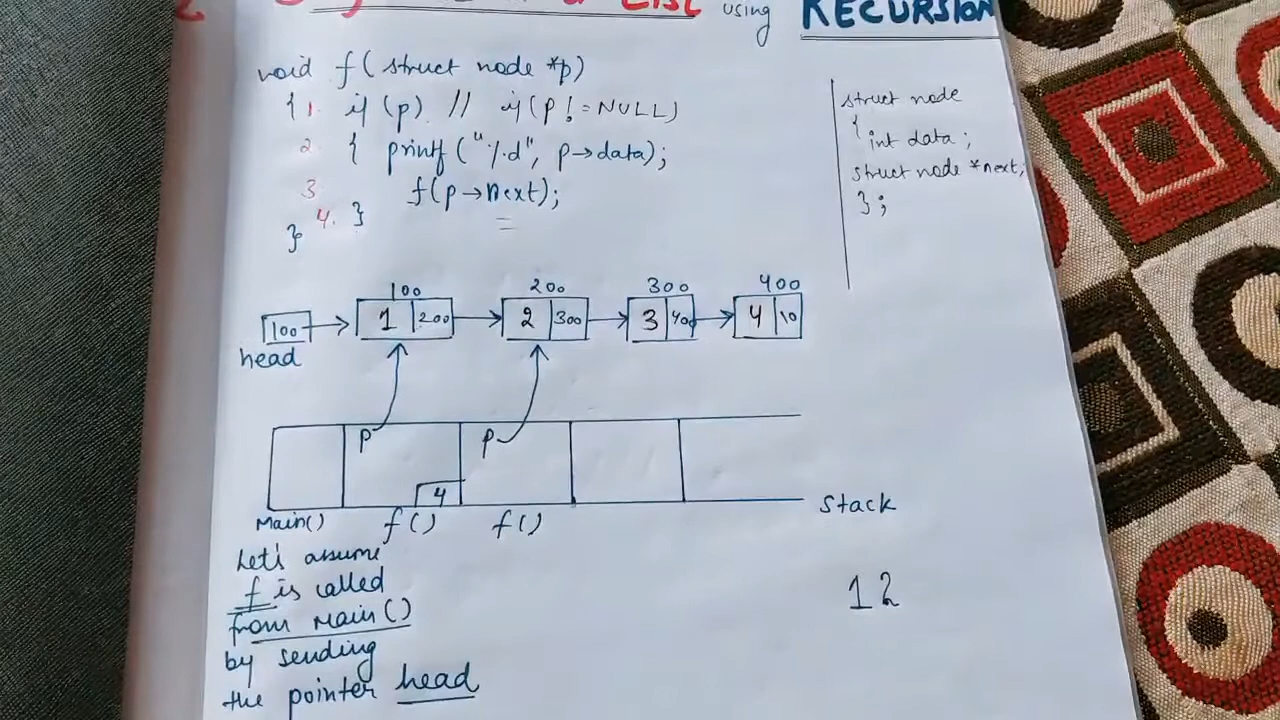 LIST using RECURSION
void f( struct node *p)
{ 1. if (p) // if (p != NULL)
2. { printf ("%d", p→data);
3 f(p→next);
4. }
}
struct node
{
int data;
struct node *next;
};
100 200 300 400
100 1 200 2 300 3 400 4 10
head
P P
4
Main() f() f() Stack
Let's assume
f is called
from Main()
by sending
the pointer head
1 2